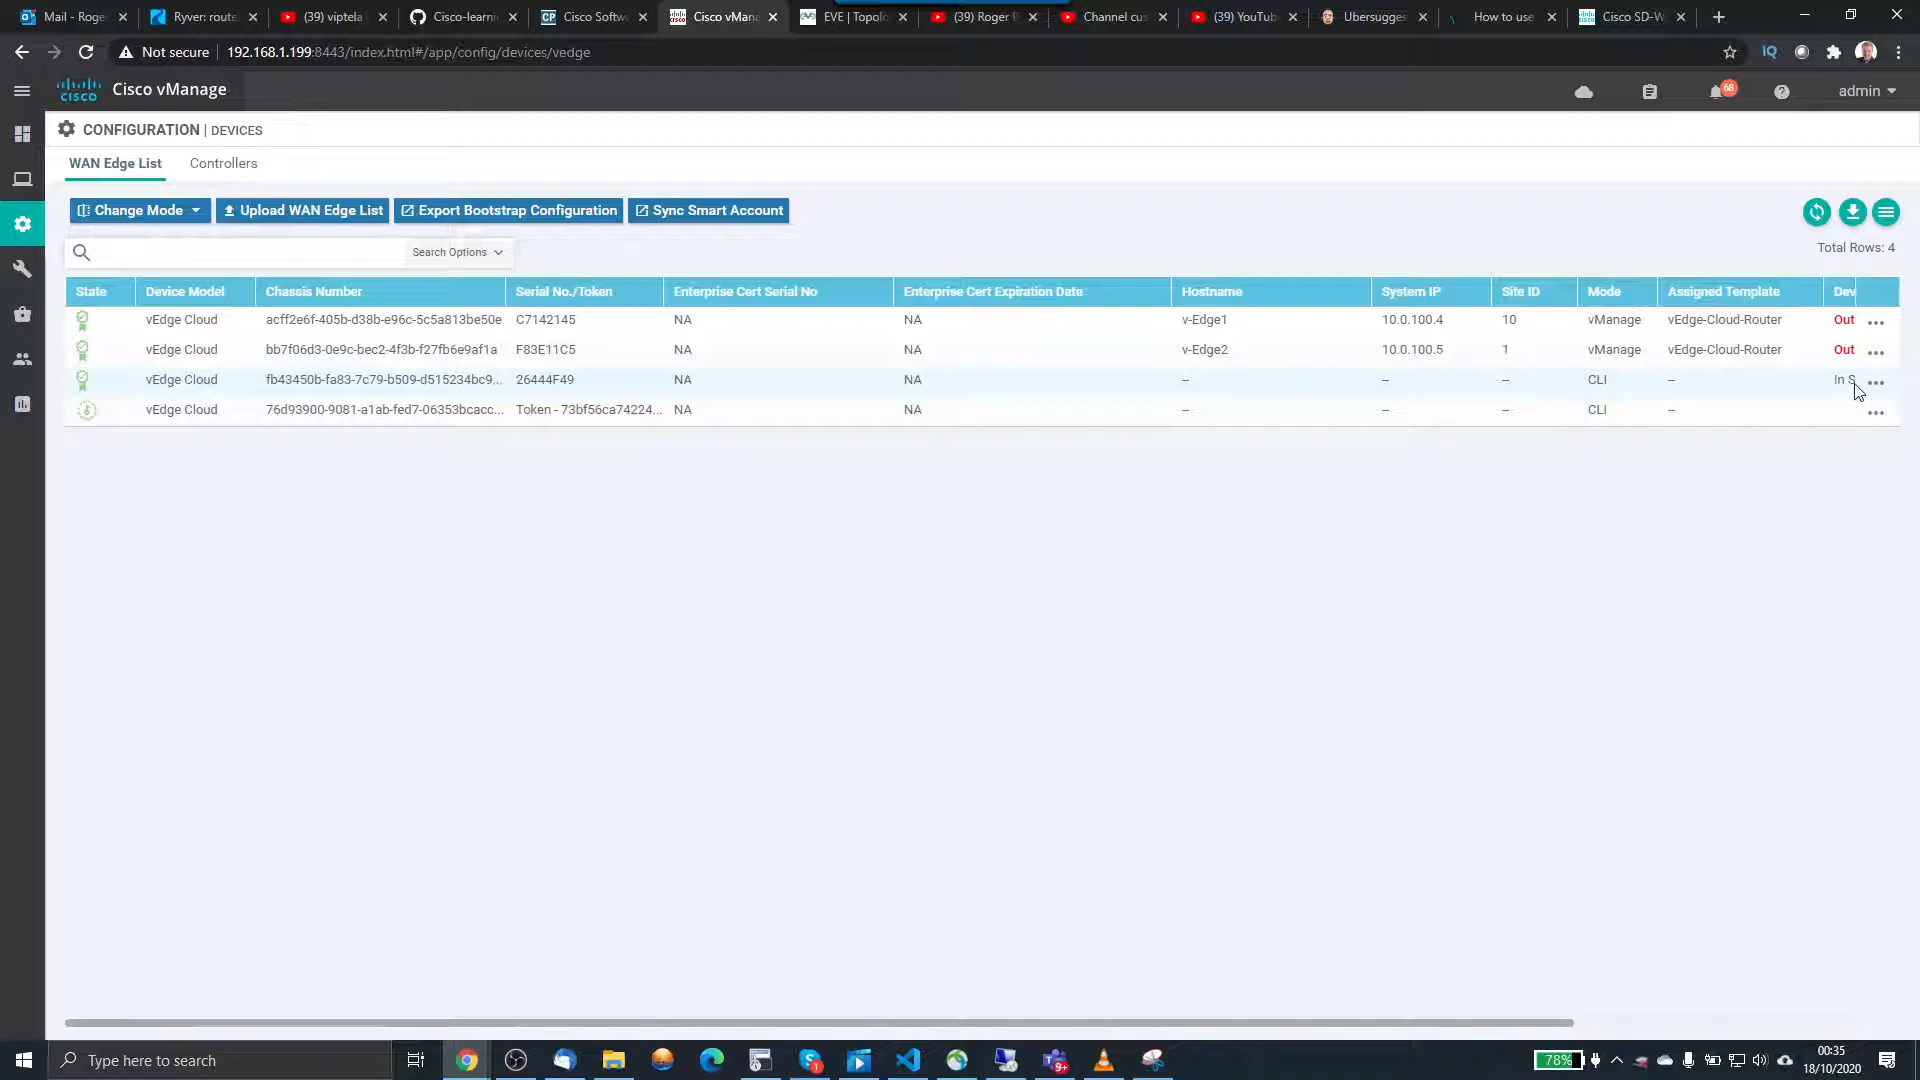 Mail - Roge
Ryver: route
(39) viptela
Cisco-learni
Cisco Softw
Cisco vMana
EVE | Topolo
(39) Roger P
Channel cus
(39) YouTub
Ubersugges
How to use
Cisco SD-W
Not secure
192.168.1.199:8443/index.html#/app/config/devices/vedge
IQ
CISCO
Cisco vManage
68
admin
CONFIGURATION | DEVICES
WAN Edge List
Controllers
Change Mode
Upload WAN Edge List
Export Bootstrap Configuration
Sync Smart Account
Search Options
Total Rows: 4
State Device Model Chassis Number Serial No./Token Enterprise Cert Serial No Enterprise Cert Expiration Date Hostname System IP Site ID Mode Assigned Template Dev
vEdge Cloud acff2e6f-405b-d38b-e96c-5c5a813be50e C7142145 NA NA v-Edge1 10.0.100.4 10 vManage vEdge-Cloud-Router Out ...
vEdge Cloud bb7f06d3-0e9c-bec2-4f3b-f27fb6e9af1a F83E11C5 NA NA v-Edge2 10.0.100.5 1 vManage vEdge-Cloud-Router Out ...
vEdge Cloud fb43450b-fa83-7c79-b509-d515234bc9... 26444F49 NA NA -- -- -- CLI -- In S ...
vEdge Cloud 76d93900-9081-a1ab-fed7-06353bcacc... Token - 73bf56ca74224... NA NA -- -- -- CLI -- ...
Type here to search
78%
00:35
18/10/2020